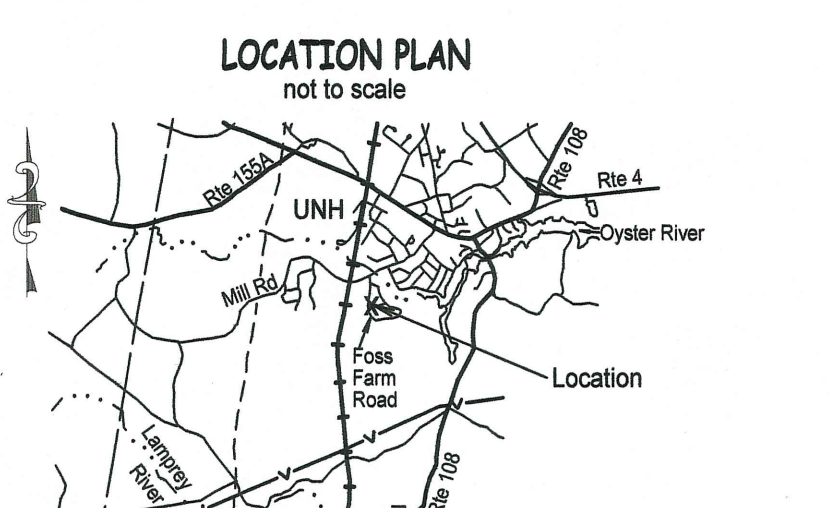 LOCATION PLAN
not to scale
Rte 155A
Rte 108
Rte 4
UNH
Oyster River
Mill Rd
Foss
Farm
Road
Location
Lamprey
River
Rte 108